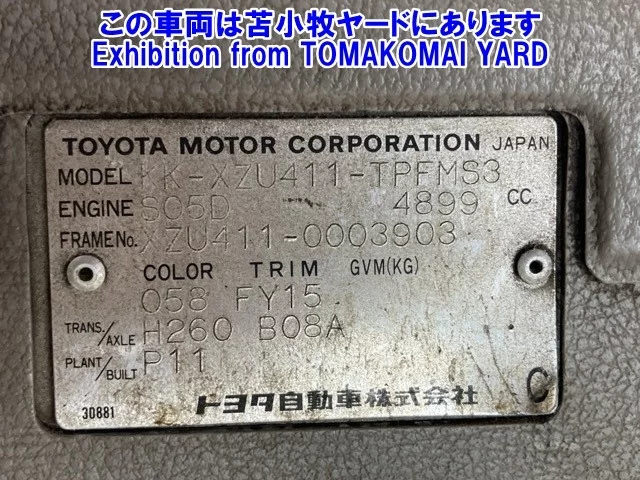 この車両は苫小牧ヤードにあります
Exhibition from TOMAKOMAI YARD
TOYOTA MOTOR CORPORATION JAPAN
MODEL KK-XZU411-TPFMS3
ENGINE S05D 4899 CC
FRAME No. XZU411-0003903
COLOR TRIM GVM(KG)
058 FY15
TRANS./AXLE H260 B08A
PLANT/BUILT P11
30881 トヨタ自動車株式会社 C